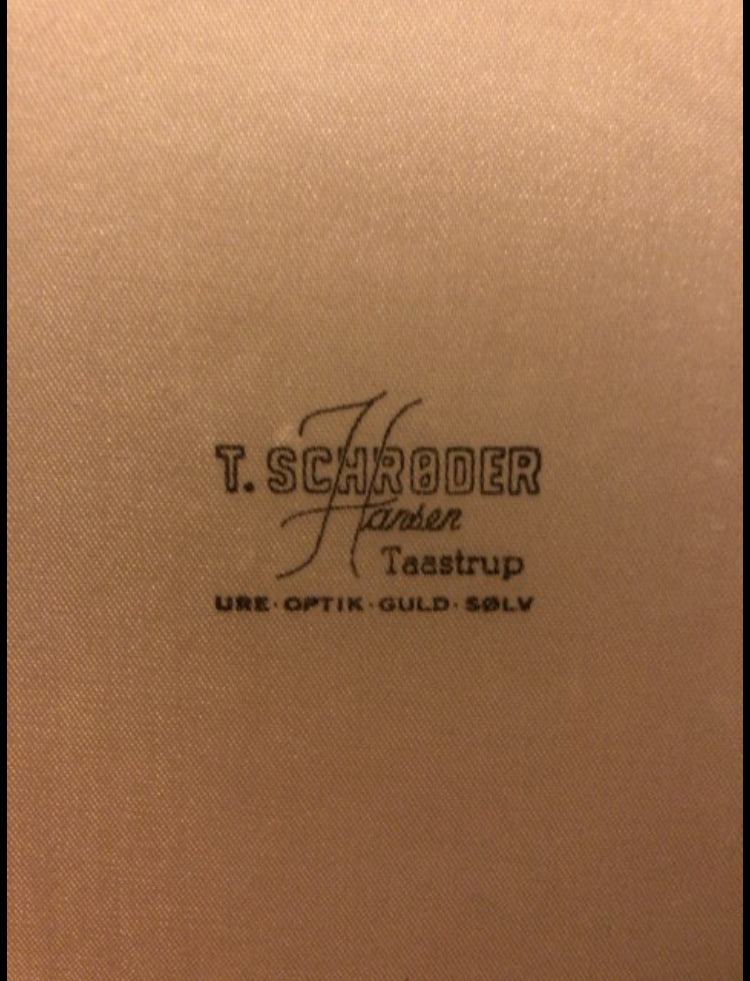 T. SCHRØDER
Hansen
Taastrup
URE · OPTIK · GULD · SØLV